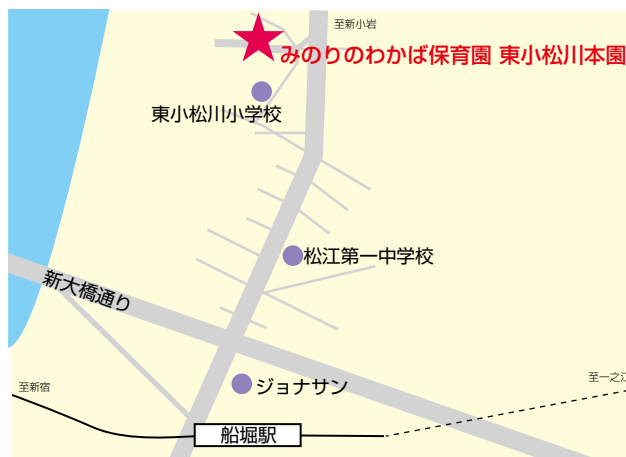 至新小岩
みのりのわかば保育園 東小松川本園
東小松川小学校
松江第一中学校
新大橋通り
至一之江
至新宿
ジョナサン
船堀駅